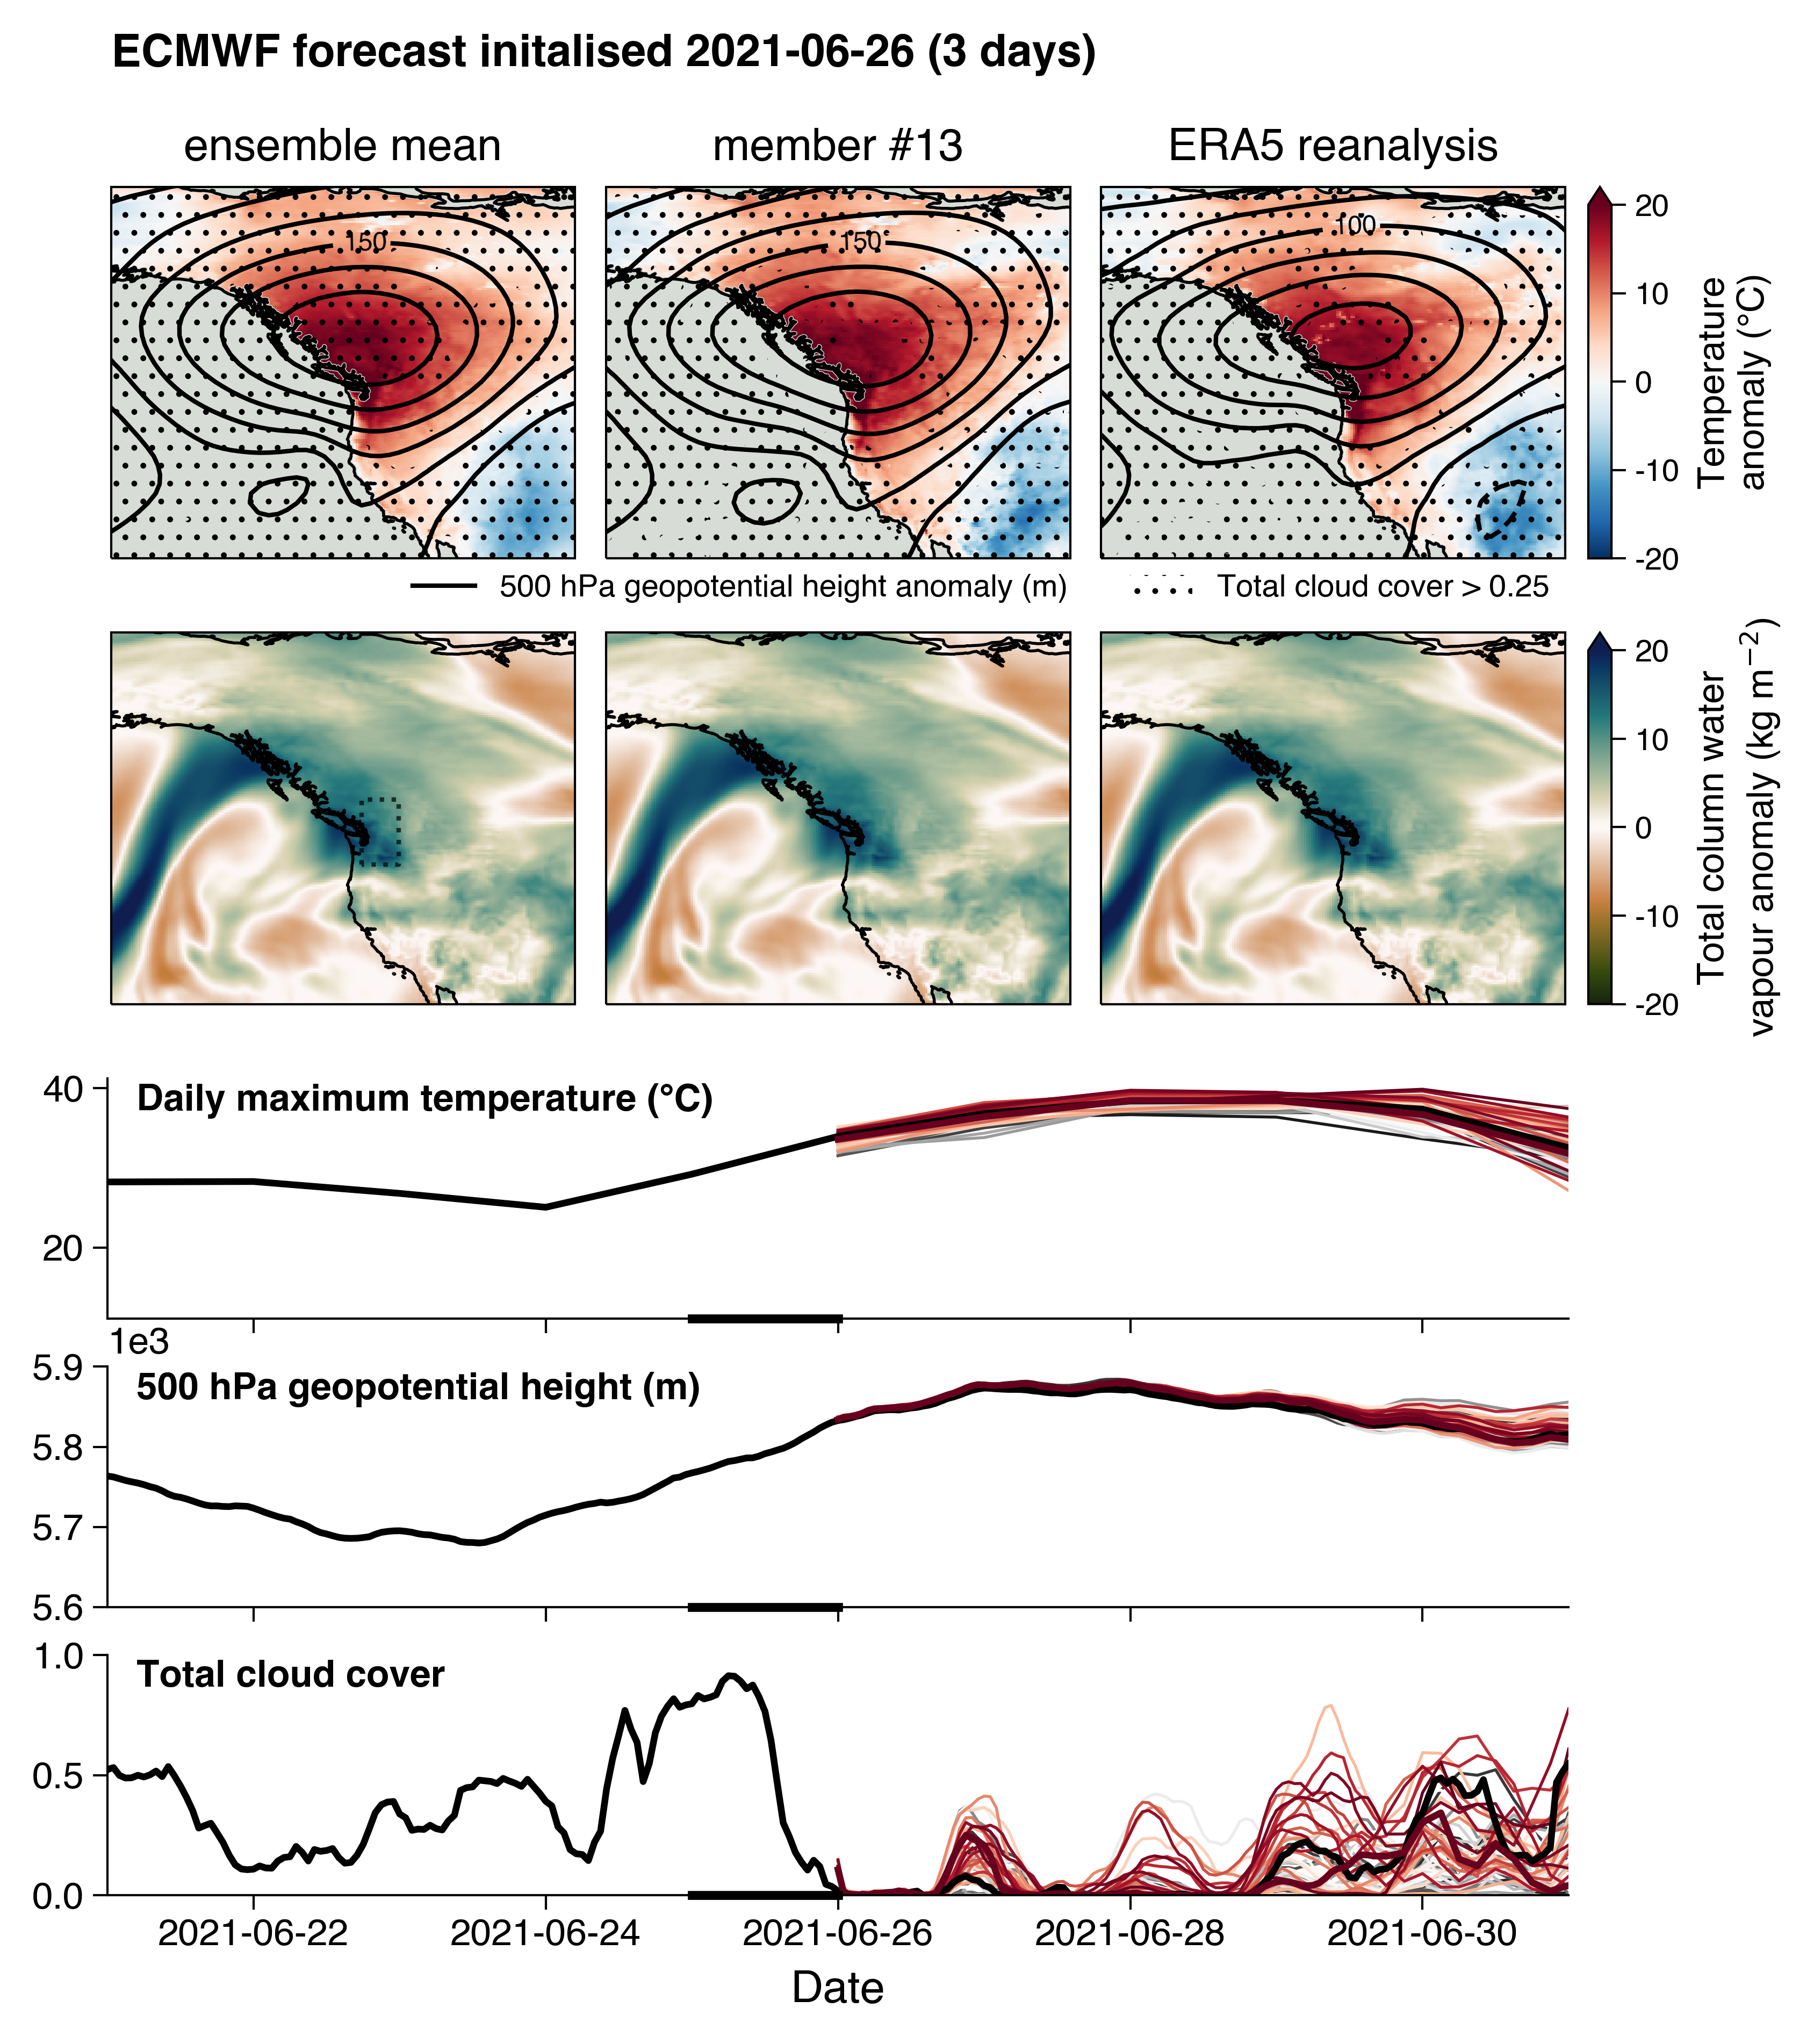 ECMWF forecast initalised 2021-06-26 (3 days)
ensemble mean
member #13
ERA5 reanalysis
150
150
100
20
10
0
-10
-20
Temperature
anomaly (°C)
500 hPa geopotential height anomaly (m)
Total cloud cover > 0.25
20
10
0
-10
-20
Total column water
vapour anomaly (kg m⁻²)
40
20
Daily maximum temperature (°C)
1e3
5.9
5.8
5.7
5.6
500 hPa geopotential height (m)
1.0
0.5
0.0
Total cloud cover
2021-06-22
2021-06-24
2021-06-26
2021-06-28
2021-06-30
Date